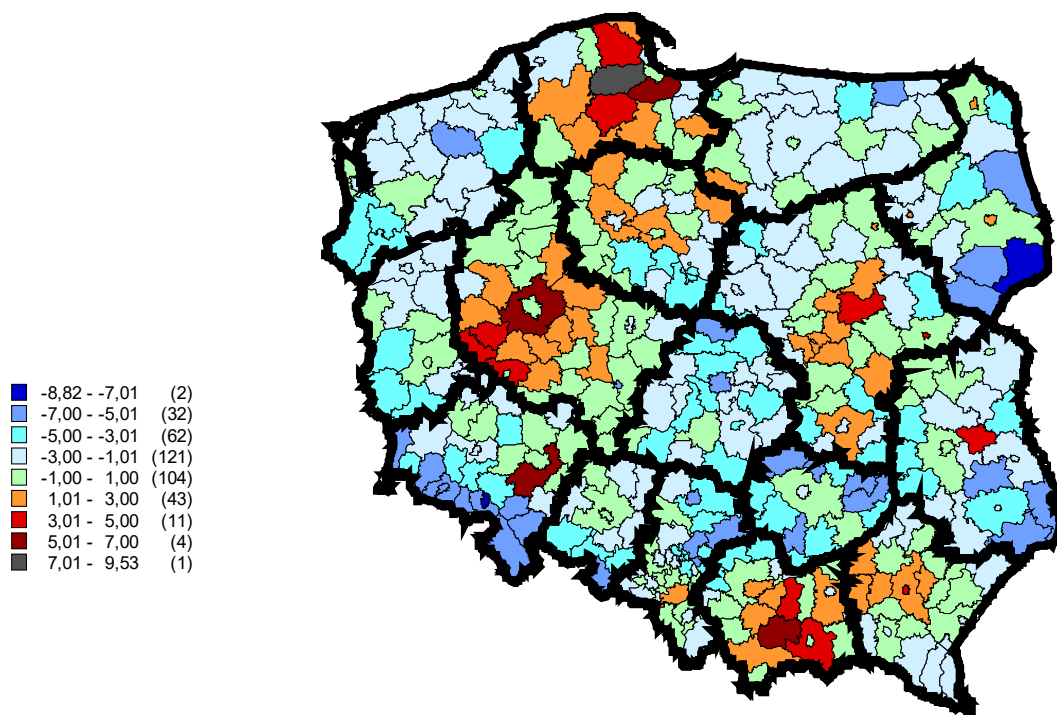 -8,82 - -7,01 (2)
-7,00 - -5,01 (32)
-5,00 - -3,01 (62)
-3,00 - -1,01 (121)
-1,00 - 1,00 (104)
1,01 - 3,00 (43)
3,01 - 5,00 (11)
5,01 - 7,00 (4)
7,01 - 9,53 (1)